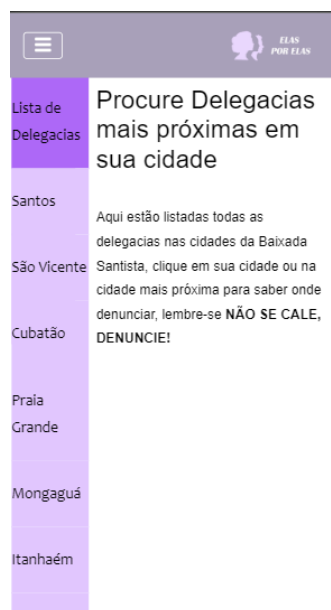 ELAS
POR ELAS
Lista de
Delegacias
Santos
São Vicente
Cubatão
Praia
Grande
Mongaguá
Itanhaém
Procure Delegacias
mais próximas em
sua cidade
Aqui estão listadas todas as
delegacias nas cidades da Baixada
Santista, clique em sua cidade ou na
cidade mais próxima para saber onde
denunciar, lembre-se NÃO SE CALE,
DENUNCIE!